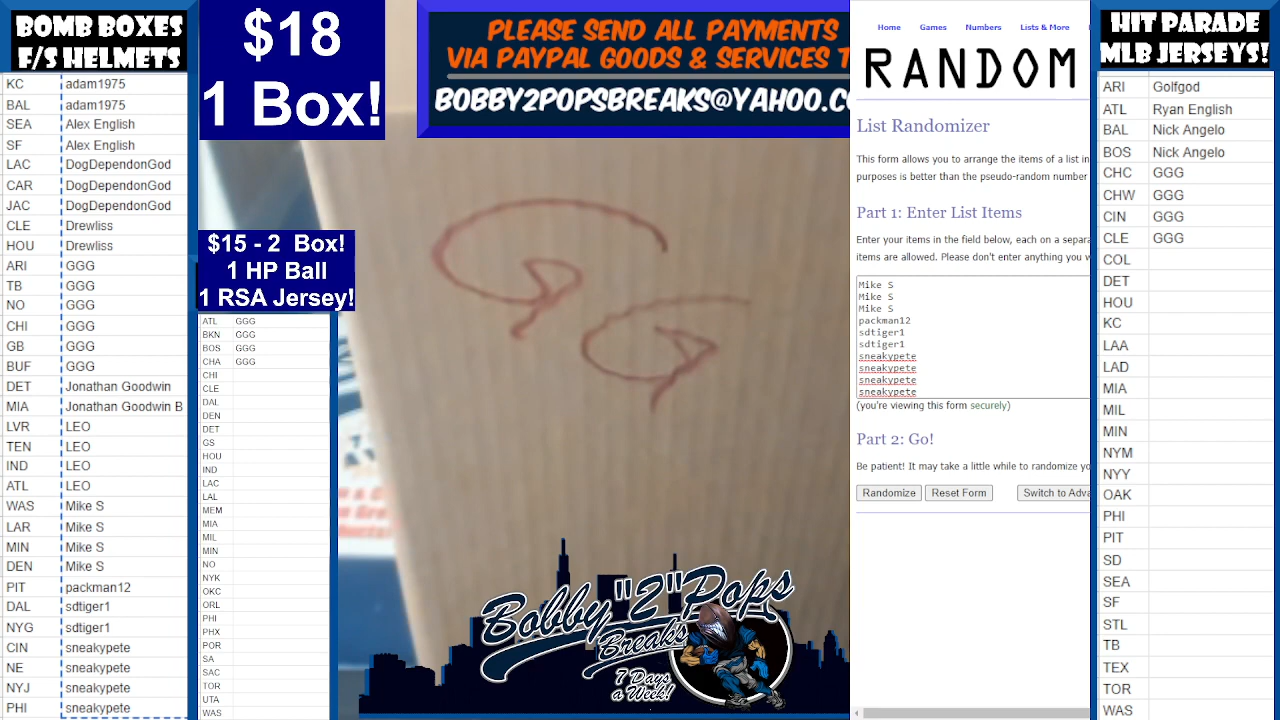 BOMB BOXES
F/S HELMETS
KC adam1975
BAL adam1975
SEA Alex English
SF Alex English
LAC DogDependonGod
CAR DogDependonGod
JAC DogDependonGod
CLE Drewliss
HOU Drewliss
ARI GGG
TB GGG
NO GGG
CHI GGG
GB GGG
BUF GGG
DET Jonathan Goodwin
MIA Jonathan Goodwin B
LVR LEO
TEN LEO
IND LEO
ATL LEO
WAS Mike S
LAR Mike S
MIN Mike S
DEN Mike S
PIT packman12
DAL sdtiger1
NYG sdtiger1
CIN sneakypete
NE sneakypete
NYJ sneakypete
PHI sneakypete
$18
1 Box!
$15 - 2 Box!
1 HP Ball
1 RSA Jersey!
ATL GGG
BKN GGG
BOS GGG
CHA GGG
CHI
CLE
DAL
DEN
DET
GS
HOU
IND
LAC
LAL
MEM
MIA
MIL
MIN
NO
NYK
OKC
ORL
PHI
PHX
POR
SA
SAC
TOR
UTA
WAS
PLEASE SEND ALL PAYMENTS
VIA PAYPAL GOODS & SERVICES T
BOBBY2POPSBREAKS@YAHOO.CO
Bobby "2" Pops
Breaks
7 Days
a Week!
Home Games Numbers Lists & More
RANDOM
List Randomizer
This form allows you to arrange the items of a list in
purposes is better than the pseudo-random number
Part 1: Enter List Items
Enter your items in the field below, each on a separa
items are allowed. Please don't enter anything you w
Mike S
Mike S
Mike S
packman12
sdtiger1
sdtiger1
sneakypete
sneakypete
sneakypete
sneakypete
(you're viewing this form securely)
Part 2: Go!
Be patient! It may take a little while to randomize yo
Randomize Reset Form Switch to Adva
HIT PARADE
MLB JERSEYS!
ARI Golfgod
ATL Ryan English
BAL Nick Angelo
BOS Nick Angelo
CHC GGG
CHW GGG
CIN GGG
CLE GGG
COL
DET
HOU
KC
LAA
LAD
MIA
MIL
MIN
NYM
NYY
OAK
PHI
PIT
SD
SEA
SF
STL
TB
TEX
TOR
WAS